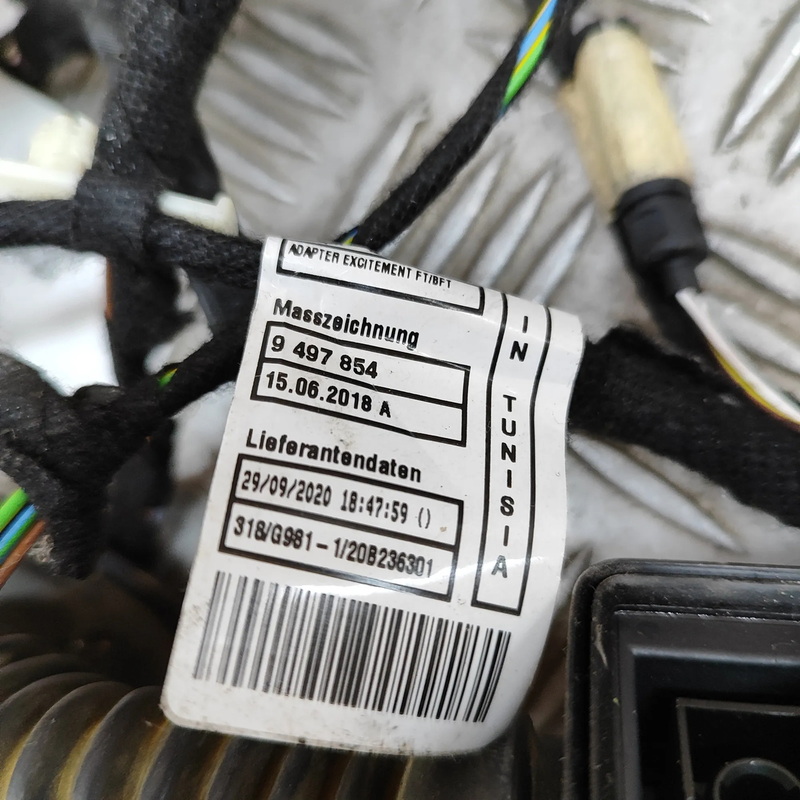 ADAPTER EXCITEMENT FT/BFT
Masszeichnung
9 497 854
15.06.2018 A
Lieferantendaten
29/09/2020 18:47:59 ()
318/G981-1/20B236301
IN TUNISIA